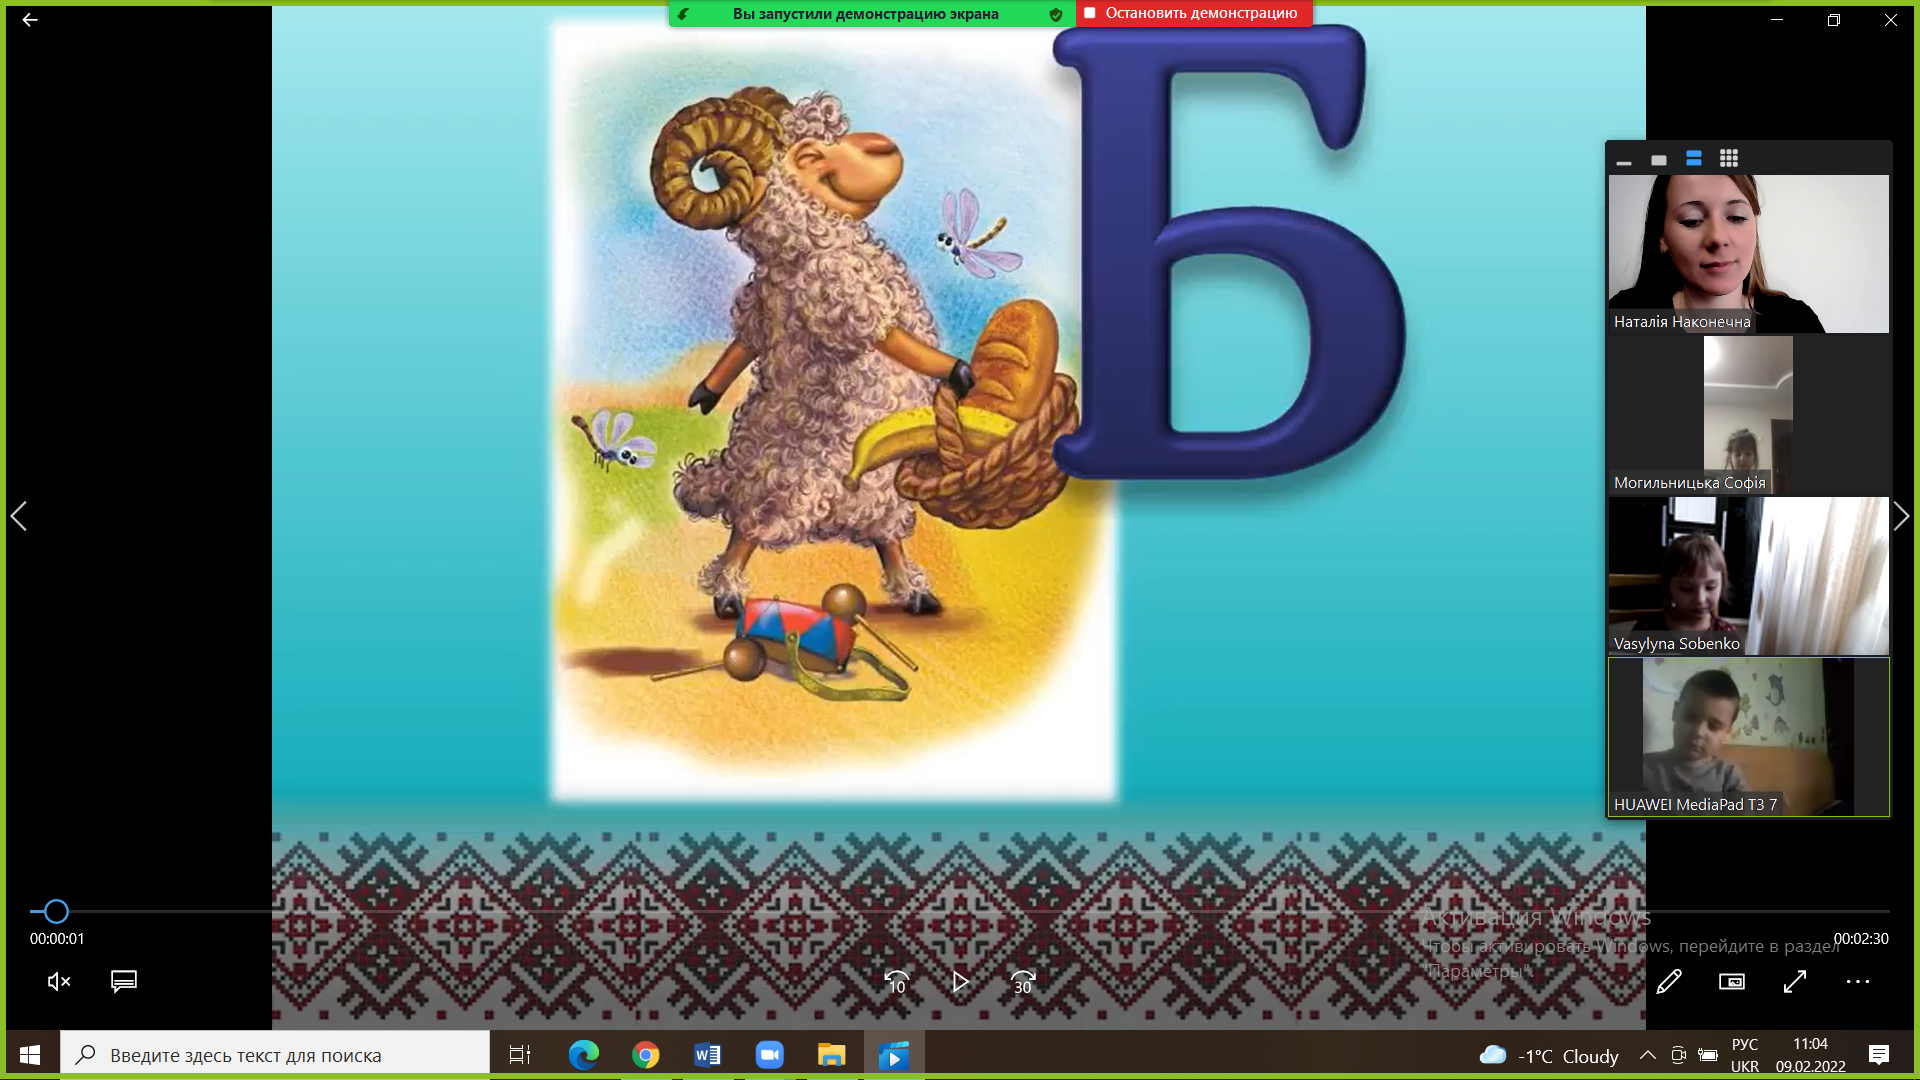 Вы запустили демонстрацию экрана
Остановить демонстрацию
Б
Наталія Наконечна
Могильницька Софія
Vasylyna Sobenko
HUAWEI MediaPad T3 7
00:00:01
00:02:30
Активация Windows
Чтобы активировать Windows, перейдите в раздел
"Параметры".
10
30
Введите здесь текст для поиска
-1°C Cloudy
РУС
UKR
11:04
09.02.2022